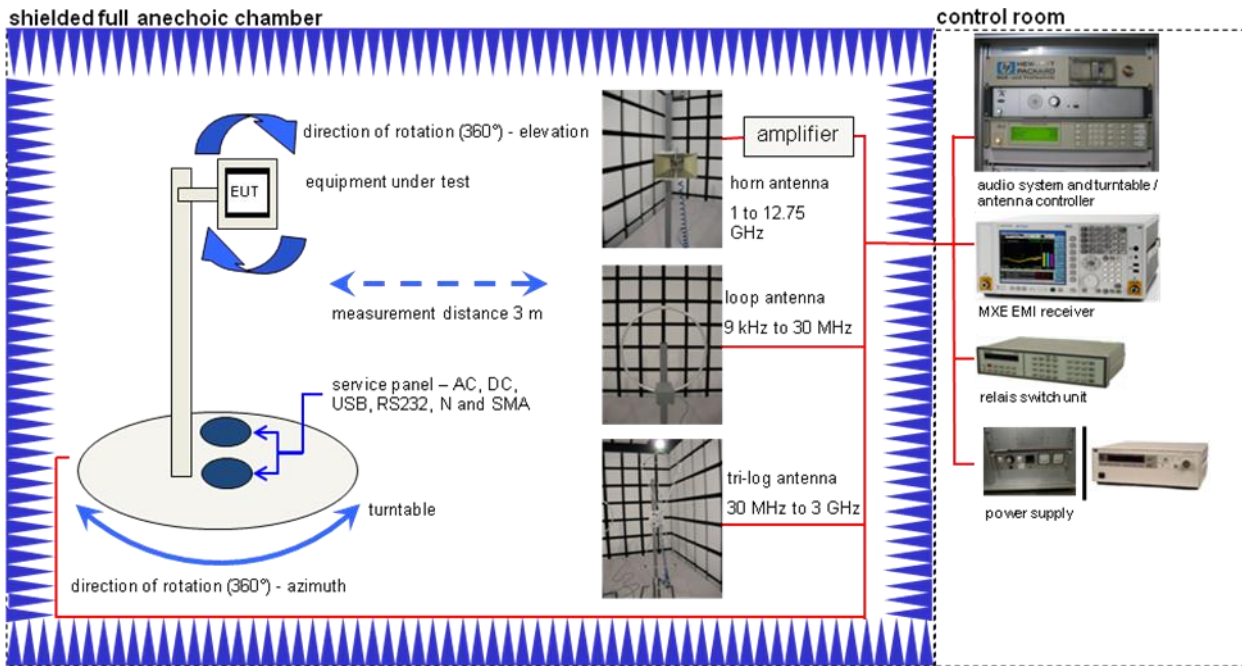 shielded full anechoic chamber
control room
direction of rotation (360°) - elevation
EUT
equipment under test
measurement distance 3 m
service panel – AC, DC,
USB, RS232, N and SMA
turntable
direction of rotation (360°) - azimuth
amplifier
horn antenna
1 to 12.75
GHz
loop antenna
9 kHz to 30 MHz
tri-log antenna
30 MHz to 3 GHz
hp
HEWLETT
PACKARD
audio system and turntable /
antenna controller
MXE EMI receiver
relais switch unit
power supply